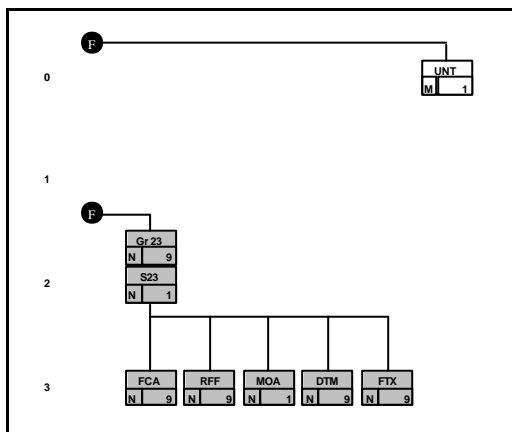 F
0
UNT
M 1
1
F
Gr 23
N 9
S23
2
N 1
FCA RFF MOA DTM FTX
3
N 9 N 9 N 1 N 9 N 9